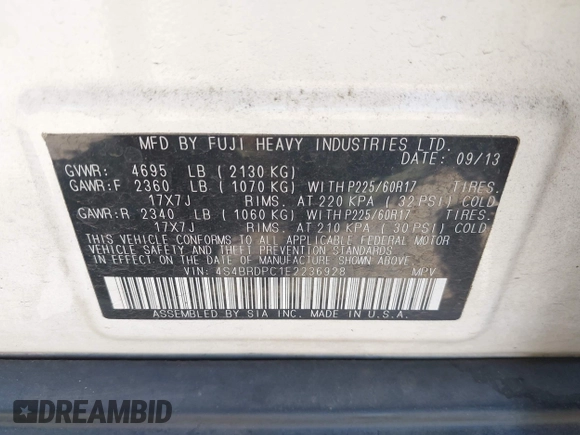 MFD BY FUJI HEAVY INDUSTRIES LTD.
DATE: 09/13
GVWR: 4695 LB ( 2130 KG)
GAWR:F 2360 LB ( 1070 KG) WITH P225/60R17 TIRES.
17X7J RIMS. AT 220 KPA ( 32 PSI) COLD
GAWR:R 2340 LB ( 1060 KG) WITH P225/60R17 TIRES.
17X7J RIMS. AT 210 KPA ( 30 PSI) COLD
THIS VEHICLE CONFORMS TO ALL APPLICABLE FEDERAL MOTOR
VEHICLE SAFETY AND THEFT PREVENTION STANDARDS
IN EFFECT ON THE DATE OF MANUFACTURE SHOWN ABOVE.
VIN: 4S4BRDPC1E2236928 MPV
ASSEMBLED BY SIA INC. MADE IN U.S.A.
DREAMBID